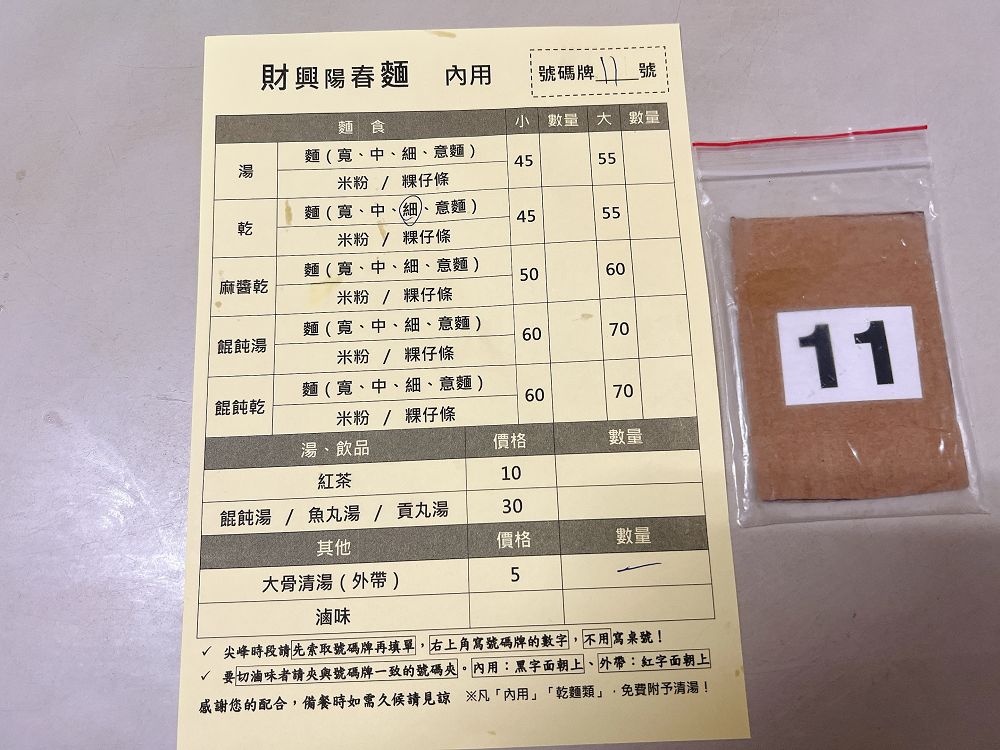 財興陽春麵 內用 號碼牌 11 號
麵食 小 數量 大 數量
湯 麵(寬、中、細、意麵) 45 55
米粉 / 粿仔條
乾 麵(寬、中、細、意麵) 45 55
米粉 / 粿仔條
麻醬乾 麵(寬、中、細、意麵) 50 60
米粉 / 粿仔條
餛飩湯 麵(寬、中、細、意麵) 60 70
米粉 / 粿仔條
餛飩乾 麵(寬、中、細、意麵) 60 70
米粉 / 粿仔條
湯、飲品 價格 數量
紅茶 10
餛飩湯 / 魚丸湯 / 貢丸湯 30
其他 價格 數量
大骨清湯(外帶) 5 一
滷味
✓ 尖峰時段請先索取號碼牌再填單,右上角寫號碼牌的數字,不用寫桌號!
✓ 要切滷味者請夾與號碼牌一致的號碼夾。內用:黑字面朝上、外帶:紅字面朝上
感謝您的配合,備餐時如需久候請見諒 ※凡「內用」「乾麵類」,免費附予清湯!
11